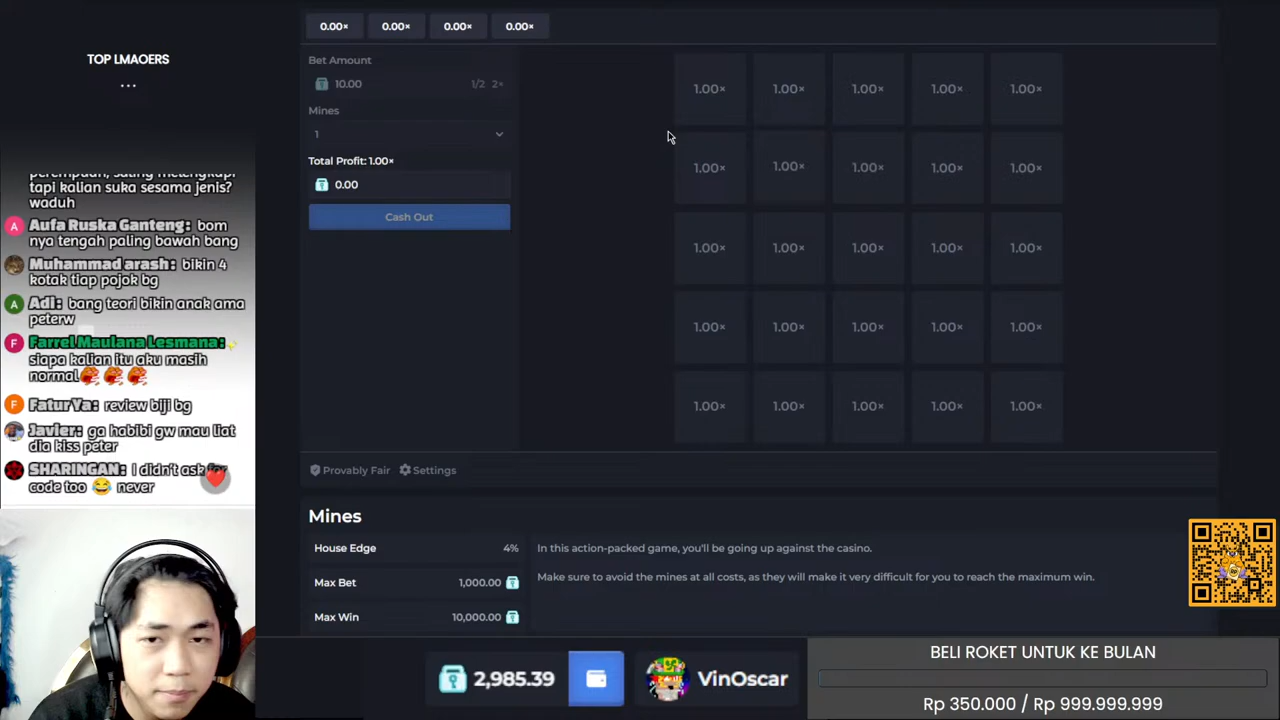 0.00× 0.00× 0.00× 0.00×
TOP LMAOERS
...
perempuan, saling melengkapi
tapi kalian suka sesama jenis?
waduh
A Aufa Ruska Ganteng: bom
nya tengah paling bawah bang
Muhammad arash: bikin 4
kotak tiap pojok bg
A Adi: bang teori bikin anak ama
peterw
F Farrel Maulana Lesmana:
siapa kalian itu aku masih
normal
F FaturYa: review biji bg
Javier: ga habibi gw mau liat
dia kiss peter
SHARINGAN: I didn't ask for
code too 😂 never
Bet Amount
10.00 1/2 2×
Mines
1
Total Profit: 1.00×
0.00
Cash Out
1.00× 1.00× 1.00× 1.00× 1.00×
1.00× 1.00× 1.00× 1.00× 1.00×
1.00× 1.00× 1.00× 1.00× 1.00×
1.00× 1.00× 1.00× 1.00× 1.00×
1.00× 1.00× 1.00× 1.00× 1.00×
Provably Fair Settings
Mines
House Edge 4%
Max Bet 1,000.00
Max Win 10,000.00
In this action-packed game, you'll be going up against the casino.
Make sure to avoid the mines at all costs, as they will make it very difficult for you to reach the maximum win.
2,985.39
VinOscar
BELI ROKET UNTUK KE BULAN
Rp 350.000 / Rp 999.999.999